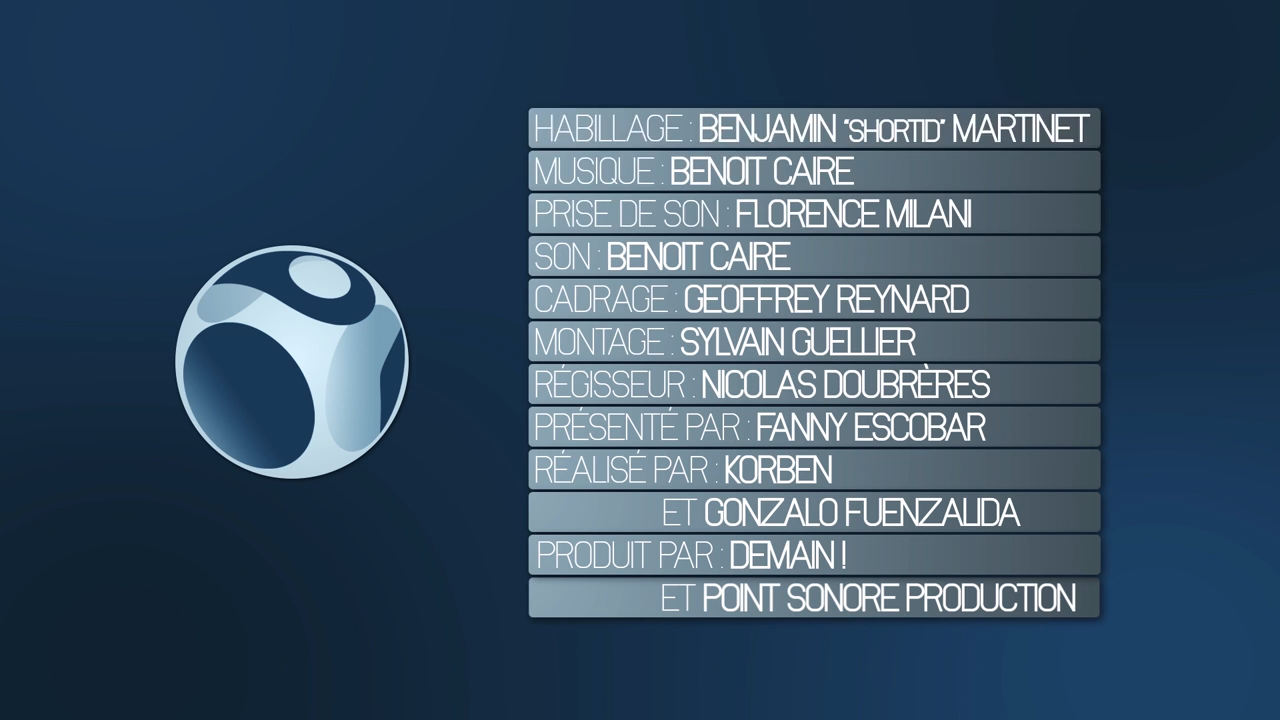 HABILLAGE : BENJAMIN "SHORTID" MARTINET
MUSIQUE : BENOIT CAIRE
PRISE DE SON : FLORENCE MILANI
SON : BENOIT CAIRE
CADRAGE : GEOFFREY REYNARD
MONTAGE : SYLVAIN GUELLIER
RÉGISSEUR : NICOLAS DOUBRÈRES
PRÉSENTÉ PAR : FANNY ESCOBAR
RÉALISÉ PAR : KORBEN
ET GONZALO FUENZALIDA
PRODUIT PAR : DEMAIN !
ET POINT SONORE PRODUCTION